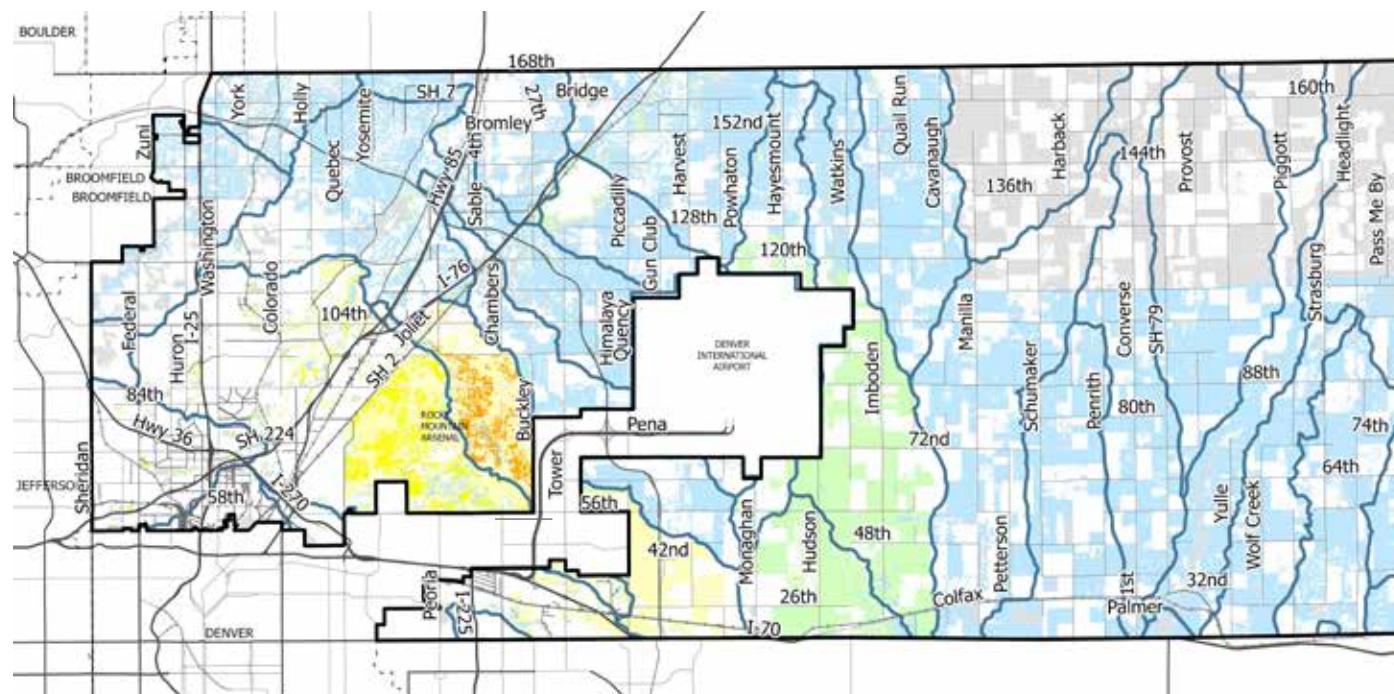 BOULDER
168th
York
Holly
Yosemite
SH 7
27th
Bridge
160th
Zuni
Quebec
Bromley
4th
152nd
Hayesmount
Quail Run
Cavanaugh
Harback
144th
Provost
Piggott
Headlight
BROOMFIELD
BROOMFIELD
Hwy 85
Sable
Piccadilly
Harvest
Powhaton
Watkins
136th
Pass Me By
128th
Washington
Gun Club
120th
Federal
Colorado
I-76
Chambers
Strasburg
Huron
I-25
104th
SH 2
Joliet
Himalaya
Quency
DENVER
INTERNATIONAL
AIRPORT
Manilla
Converse
SH 79
84th
Hwy 36
SH 224
ROCKY
MOUNTAIN
ARSENAL
Buckley
Pena
Imboden
Schumaker
Penrith
88th
80th
74th
72nd
64th
JEFFERSO
Sheridan
I-270
58th
Tower
56th
Yulle
Wolf Creek
42nd
Monaghan
Hudson
48th
Petterson
1st
32nd
26th
Colfax
Palmer
Peoria
I-225
I-70
DENVER